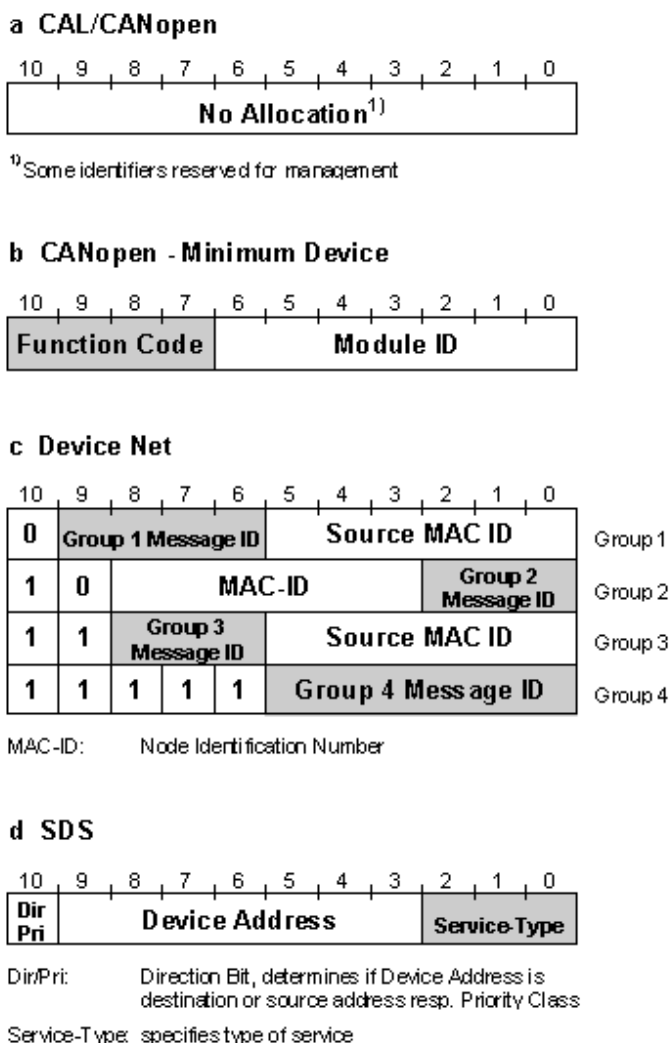 a CAL/CANopen
10 9 8 7 6 5 4 3 2 1 0
No Allocation1)
1)Some identifiers reserved for management
b CANopen - Minimum Device
10 9 8 7 6 5 4 3 2 1 0
Function Code Module ID
c Device Net
10 9 8 7 6 5 4 3 2 1 0
0 Group 1 Message ID Source MAC ID Group 1
1 0 MAC-ID Group 2 Message ID Group 2
1 1 Group 3 Message ID Source MAC ID Group 3
1 1 1 1 1 Group 4 Message ID Group 4
MAC-ID: Node Identification Number
d SDS
10 9 8 7 6 5 4 3 2 1 0
Dir Pri Device Address Service-Type
Dir/Pri: Direction Bit, determines if Device Address is
destination or source address resp. Priority Class
Service-Type: specifies type of service